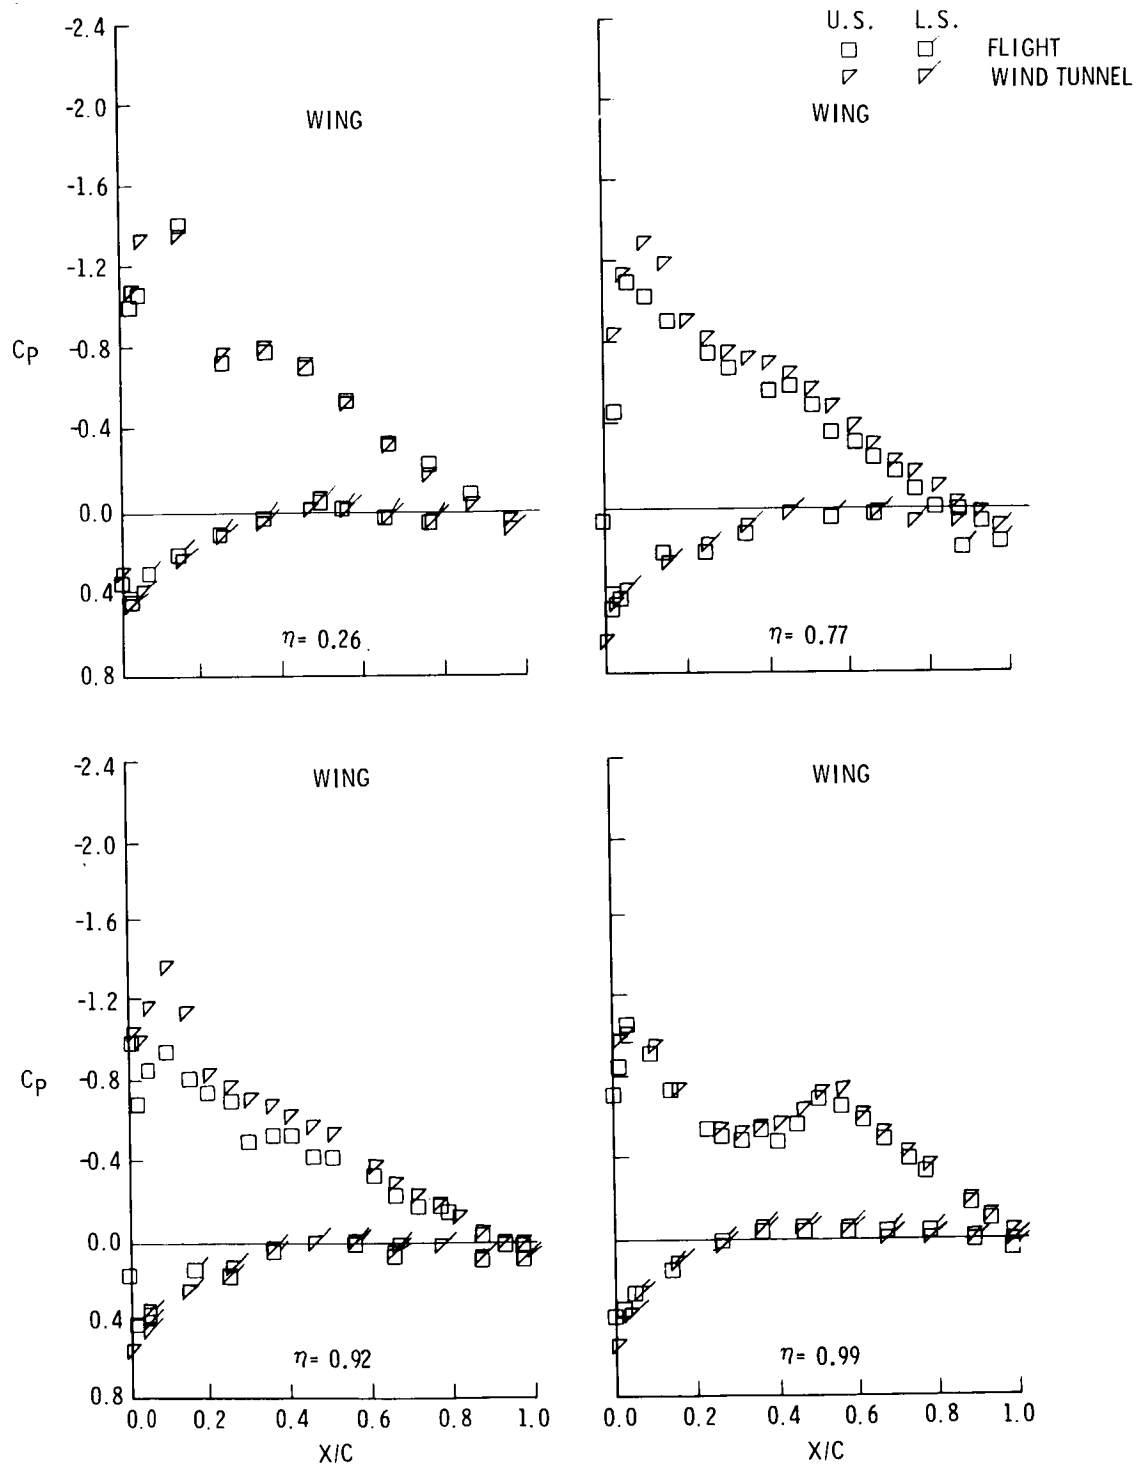 U.S. L.S.
FLIGHT
WIND TUNNEL
-2.4
-2.0
-1.6
-1.2
-0.8
-0.4
0.0
0.4
0.8
CP
WING
η= 0.26
WING
η= 0.77
-2.4
-2.0
-1.6
-1.2
-0.8
-0.4
0.0
0.4
0.8
CP
WING
η= 0.92
0.0 0.2 0.4 0.6 0.8 1.0
X/C
WING
η= 0.99
0.0 0.2 0.4 0.6 0.8 1.0
X/C